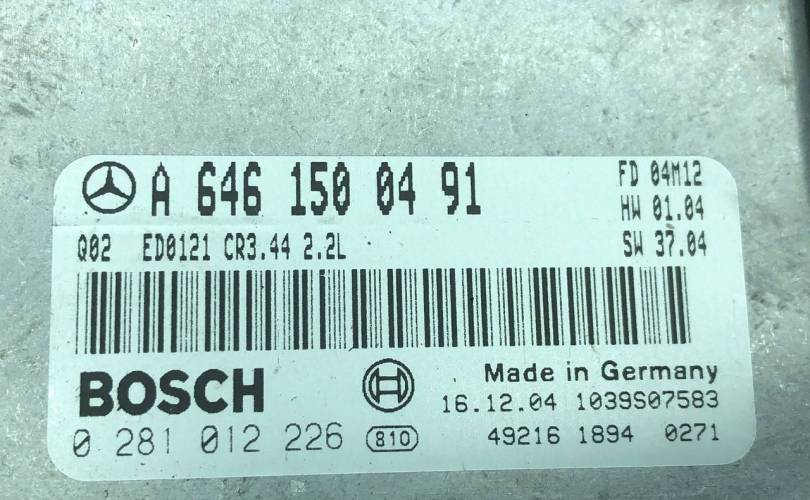 A 646 150 04 91
FD 04M12
HW 01.04
Q02 ED0121 CR3.44 2.2L
SW 37.04
BOSCH
Made in Germany
16.12.04 1039S07583
0 281 012 226 810
49216 1894 0271